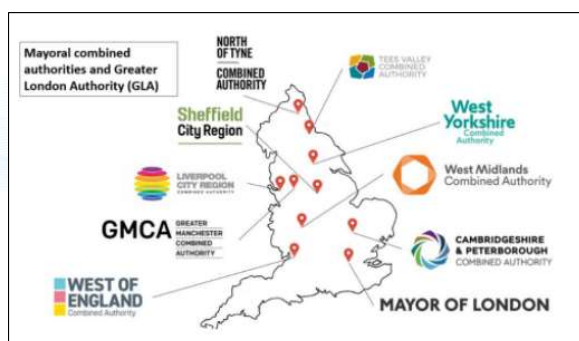 Mayoral combined
authorities and Greater
London Authority (GLA)
NORTH
OF TYNE
COMBINED
AUTHORITY
TEES VALLEY
COMBINED
AUTHORITY
Sheffield
City Region
West
Yorkshire
Combined
Authority
LIVERPOOL
CITY REGION
COMBINED AUTHORITY
West Midlands
Combined Authority
GMCA
GREATER
MANCHESTER
COMBINED
AUTHORITY
CAMBRIDGESHIRE
& PETERBOROUGH
COMBINED AUTHORITY
WEST OF
ENGLAND
Combined Authority
MAYOR OF LONDON